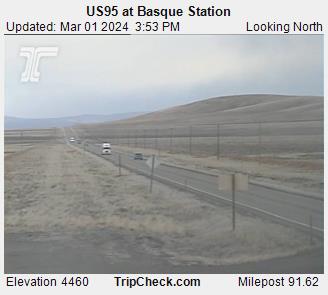 US95 at Basque Station
Updated: Mar 01 2024 3:53 PM Looking North
Elevation 4460 TripCheck.com Milepost 91.62